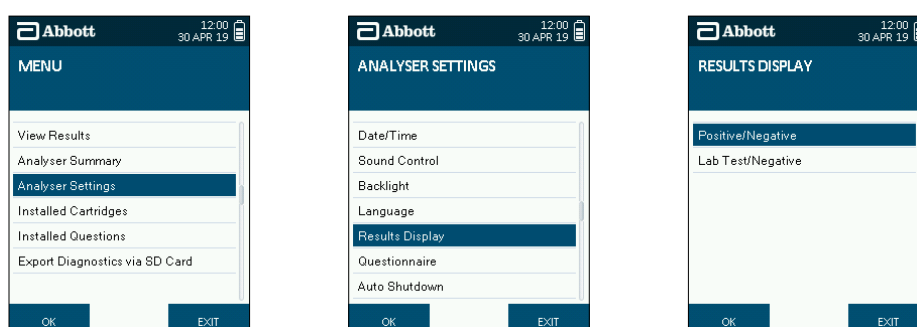 Abbott
12:00
30 APR 19
MENU
View Results
Analyser Summary
Analyser Settings
Installed Cartridges
Installed Questions
Export Diagnostics via SD Card
OK EXIT
Abbott
12:00
30 APR 19
ANALYSER SETTINGS
Date/Time
Sound Control
Backlight
Language
Results Display
Questionnaire
Auto Shutdown
OK EXIT
Abbott
12:00
30 APR 19
RESULTS DISPLAY
Positive/Negative
Lab Test/Negative
OK EXIT